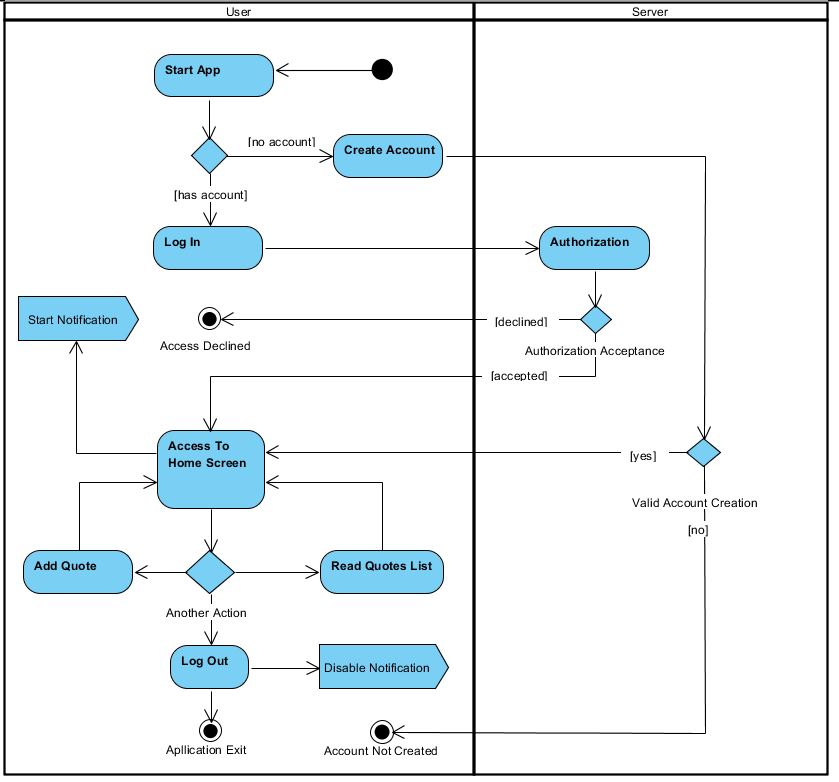 User
Server
Start App
[no account]
Create Account
[has account]
Log In
Authorization
Start Notification
[declined]
Access Declined
Authorization Acceptance
[accepted]
Access To
Home Screen
[yes]
Valid Account Creation
[no]
Add Quote
Read Quotes List
Another Action
Log Out
Disable Notification
Apllication Exit
Account Not Created